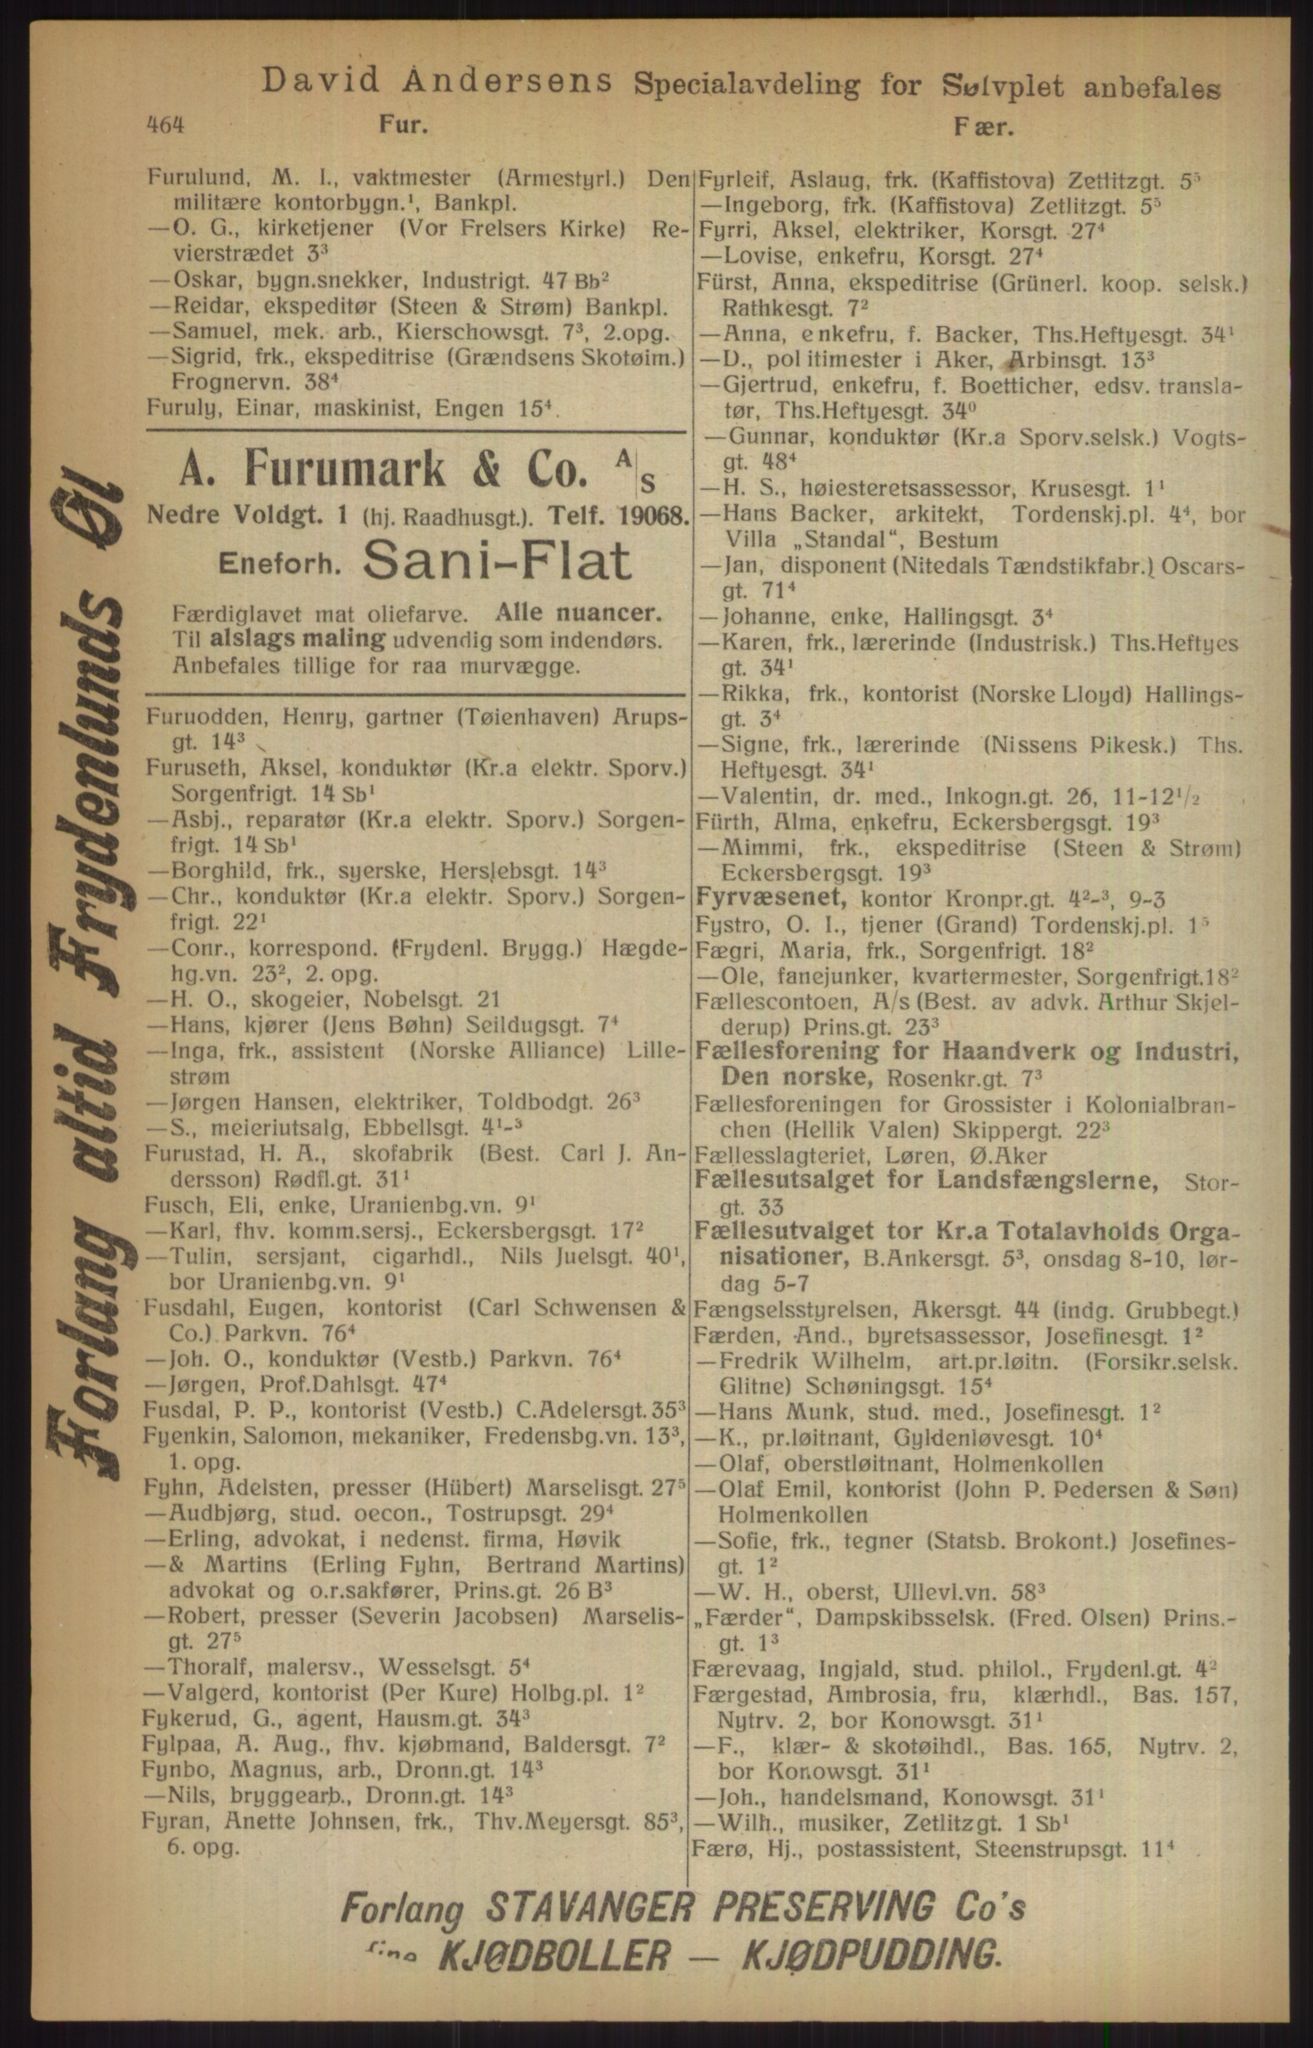 David Andersens Specialavdeling for Sølvplet anbefales
464 Fur. Fær.
Furulund, M. I., vaktmester (Armestyrl.) Den
militære kontorbygn.¹, Bankpl.
—O. G., kirketjener (Vor Frelsers Kirke) Re-
vierstrædet 3³
—Oskar, bygn.snekker, Industrigt. 47 Bb²
—Reidar, ekspeditør (Steen & Strøm) Bankpl.
—Samuel, mek. arb., Kierschowsgt. 7³, 2.opg.
—Sigrid, frk., ekspeditrise (Grændsens Skotøim.)
Frognervn. 38⁴
Furuly, Einar, maskinist, Engen 15⁴.
A. Furumark & Co. A/S
Nedre Voldgt. 1 (hj. Raadhusgt.). Telf. 19068.
Eneforh. Sani-Flat
Færdiglavet mat oliefarve. Alle nuancer.
Til alslags maling udvendig som indendørs.
Anbefales tillige for raa murvægge.
Furuodden, Henry, gartner (Tøienhaven) Arups-
gt. 14³
Furuseth, Aksel, konduktør (Kr.a elektr. Sporv.)
Sorgenfrigt. 14 Sb¹
—Asbj., reparatør (Kr.a elektr. Sporv.) Sorgen-
frigt. 14 Sb¹
—Borghild, frk., syerske, Herslebsgt. 14³
—Chr., konduktør (Kr.a elektr. Sporv.) Sorgen-
frigt. 22¹
—Conr., korrespond. (Frydenl. Brygg.) Hægde-
hg.vn. 23², 2. opg.
—H. O., skogeier, Nobelsgt. 21
—Hans, kjører (Jens Bøhn) Seildugsgt. 7⁴
—Inga, frk., assistent (Norske Alliance) Lille-
strøm
—Jørgen Hansen, elektriker, Toldbodgt. 26³
—S., meieriutsalg, Ebbellsgt. 4¹-³
Furustad, H. A., skofabrik (Best. Carl J. An-
dersson) Rødfl.gt. 31¹
Fusch, Eli, enke, Uranienbg.vn. 9¹
—Karl, fhv. komm.sersj., Eckersbergsgt. 17²
—Tulin, sersjant, cigarhdl., Nils Juelsgt. 40¹,
bor Uranienbg.vn. 9¹
Fusdahl, Eugen, kontorist (Carl Schwensen &
Co.) Parkvn. 76⁴
—Joh. O., konduktør (Vestb.) Parkvn. 76⁴
—Jørgen, Prof.Dahlsgt. 47⁴
Fusdal, P. P., kontorist (Vestb.) C.Adelersgt. 35³
Fyenkin, Salomon, mekaniker, Fredensbg.vn. 13³,
1. opg.
Fyhn, Adelsten, presser (Hübert) Marselisgt. 27⁵
—Audbjørg, stud. oecon., Tostrupsgt. 29⁴
—Erling, advokat, i nedenst. firma, Høvik
—& Martins (Erling Fyhn, Bertrand Martins)
advokat og o.r.sakfører, Prins.gt. 26 B³
—Robert, presser (Severin Jacobsen) Marselis-
gt. 27⁵
—Thoralf, malersv., Wesselsgt. 5⁴
—Valgerd, kontorist (Per Kure) Holbg.pl. 1²
Fykerud, G., agent, Hausm.gt. 34³
Fylpaa, A. Aug., fhv. kjøbmand, Baldersgt. 7²
Fynbo, Magnus, arb., Dronn.gt. 14³
—Nils, bryggearb., Dronn.gt. 14³
Fyran, Anette Johnsen, frk., Thv.Meyersgt. 85³,
6. opg.
Fyrleif, Aslaug, frk. (Kaffistova) Zetlitzgt. 5⁵
—Ingeborg, frk. (Kaffistova) Zetlitzgt. 5⁵
Fyrri, Aksel, elektriker, Korsgt. 27⁴
—Lovise, enkefru, Korsgt. 27⁴
Fürst, Anna, ekspeditrise (Grünerl. koop. selsk.)
Rathkesgt. 7²
—Anna, enkefru, f. Backer, Ths.Heftyesgt. 34¹
—D., politimester i Aker, Arbinsgt. 13³
—Gjertrud, enkefru, f. Boetticher, edsv. transla-
tør, Ths.Heftyesgt. 34⁰
—Gunnar, konduktør (Kr.a Sporv.selsk.) Vogts-
gt. 48⁴
—H. S., høiesteretsassessor, Krusesgt. 1¹
—Hans Backer, arkitekt, Tordenskj.pl. 4⁴, bor
Villa „Standal“, Bestum
—Jan, disponent (Nitedals Tændstikfabr.) Oscars-
gt. 71⁴
—Johanne, enke, Hallingsgt. 3⁴
—Karen, frk., lærerinde (Industrisk.) Ths.Heftyes
gt. 34¹
—Rikka, frk., kontorist (Norske Lloyd) Hallings-
gt. 3⁴
—Signe, frk., lærerinde (Nissens Pikesk.) Ths.
Heftyesgt. 34¹
—Valentin, dr. med., Inkogn.gt. 26, 11-12¹/₂
Fürth, Alma, enkefru, Eckersbergsgt. 19³
—Mimmi, frk., ekspeditrise (Steen & Strøm)
Eckersbergsgt. 19³
Fyrvæsenet, kontor Kronpr.gt. 4²-³, 9-3
Fystro, O. I., tjener (Grand) Tordenskj.pl. 1⁵
Fægri, Maria, frk., Sorgenfrigt. 18²
—Ole, fanejunker, kvartermester, Sorgenfrigt.18²
Fællescontoen, A/s (Best. av advk. Arthur Skjel-
derup) Prins.gt. 23³
Fællesforening for Haandverk og Industri,
Den norske, Rosenkr.gt. 7³
Fællesforeningen for Grossister i Kolonialbran-
chen (Hellik Valen) Skippergt. 22³
Fællesslagteriet, Løren, Ø.Aker
Fællesutsalget for Landsfængslerne, Stor-
gt. 33
Fællesutvalget tor Kr.a Totalavholds Orga-
nisationer, B.Ankersgt. 5³, onsdag 8-10, lør-
dag 5-7
Fængselsstyrelsen, Akersgt. 44 (indg. Grubbegt.)
Færden, And., byretsassessor, Josefinesgt. 1²
—Fredrik Wilhelm, art.pr.løitn. (Forsikr.selsk.
Glitne) Schøningsgt. 15⁴
—Hans Munk, stud. med., Josefinesgt. 1²
—K., pr.løitnant, Gyldenløvesgt. 10⁴
—Olaf, oberstløitnant, Holmenkollen
—Olaf Emil, kontorist (John P. Pedersen & Søn)
Holmenkollen
—Sofie, frk., tegner (Statsb. Brokont.) Josefines-
gt. 1²
—W. H., oberst, Ullevl.vn. 58³
„Færder“, Dampskibsselsk. (Fred. Olsen) Prins.-
gt. 1³
Færevaag, Ingjald, stud. philol., Frydenl.gt. 4²
Færgestad, Ambrosia, fru, klærhdl., Bas. 157,
Nytrv. 2, bor Konowsgt. 31¹
—F., klær- & skotøihdl., Bas. 165, Nytrv. 2,
bor Konowsgt. 31¹
—Joh., handelsmand, Konowsgt. 31¹
—Wilh., musiker, Zetlitzgt. 1 Sb¹
Færø, Hj., postassistent, Steenstrupsgt. 11⁴
Forlang STAVANGER PRESERVING Co's
fine KJØDBOLLER — KJØDPUDDING.
Forlang altid Frydenlunds Øl